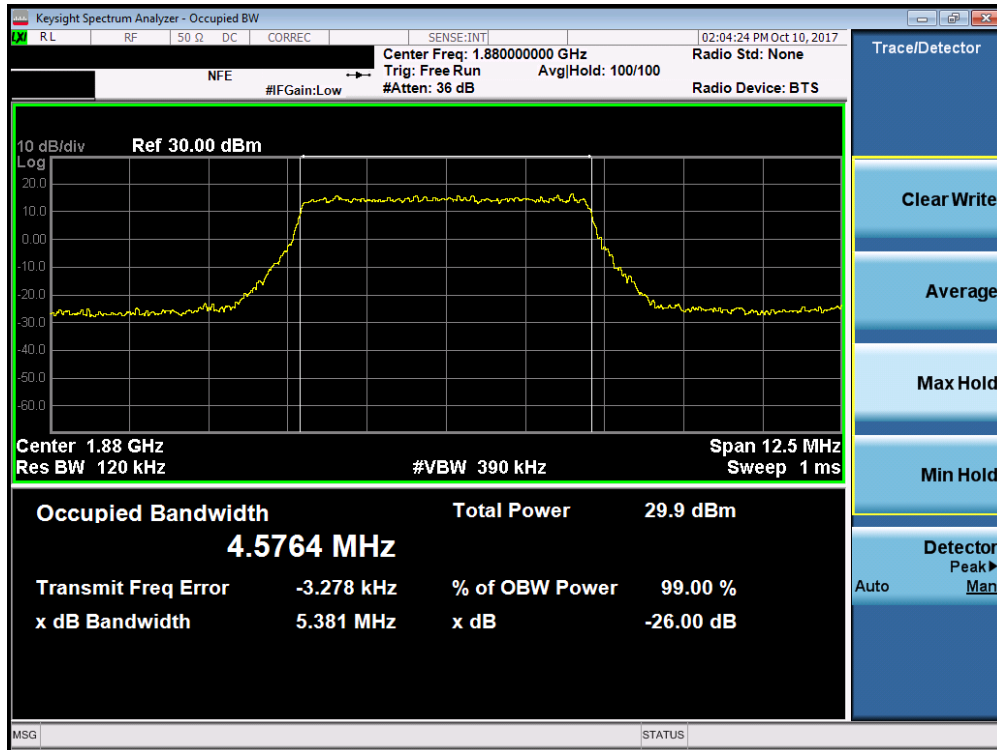 Keysight Spectrum Analyzer - Occupied BW
LXI RL RF 50 Ω DC CORREC SENSE:INT 02:04:24 PM Oct 10, 2017
Center Freq: 1.880000000 GHz Radio Std: None
NFE Trig: Free Run Avg|Hold: 100/100
#IFGain:Low #Atten: 36 dB Radio Device: BTS
10 dB/div Ref 30.00 dBm
Log
20.0
10.0
0.00
-10.0
-20.0
-30.0
-40.0
-50.0
-60.0
Center 1.88 GHz Span 12.5 MHz
Res BW 120 kHz #VBW 390 kHz Sweep 1 ms
Occupied Bandwidth Total Power 29.9 dBm
4.5764 MHz
Transmit Freq Error -3.278 kHz % of OBW Power 99.00 %
x dB Bandwidth 5.381 MHz x dB -26.00 dB
MSG STATUS
Trace/Detector
Clear Write
Average
Max Hold
Min Hold
Detector
Peak▶
Auto Man